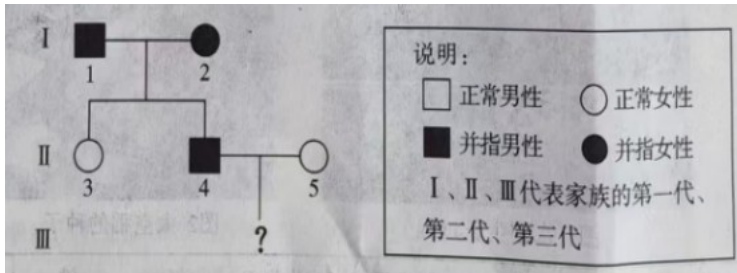 I
1
2
II
3
4
5
III
?
说明：
正常男性
正常女性
并指男性
并指女性
I、II、III代表家族的第一代、
第二代、第三代